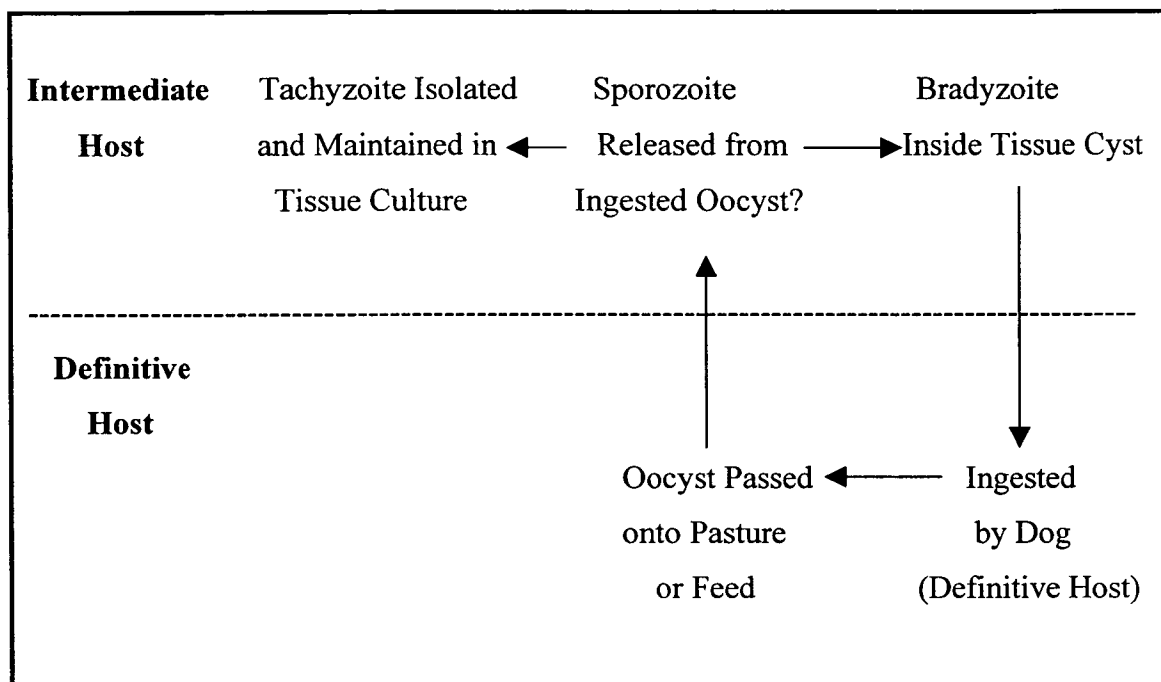 Intermediate
Host
Tachyzoite Isolated
and Maintained in
Tissue Culture
Sporozoite
Released from
Ingested Oocyst?
Bradyzoite
Inside Tissue Cyst
Definitive
Host
Oocyst Passed
onto Pasture
or Feed
Ingested
by Dog
(Definitive Host)